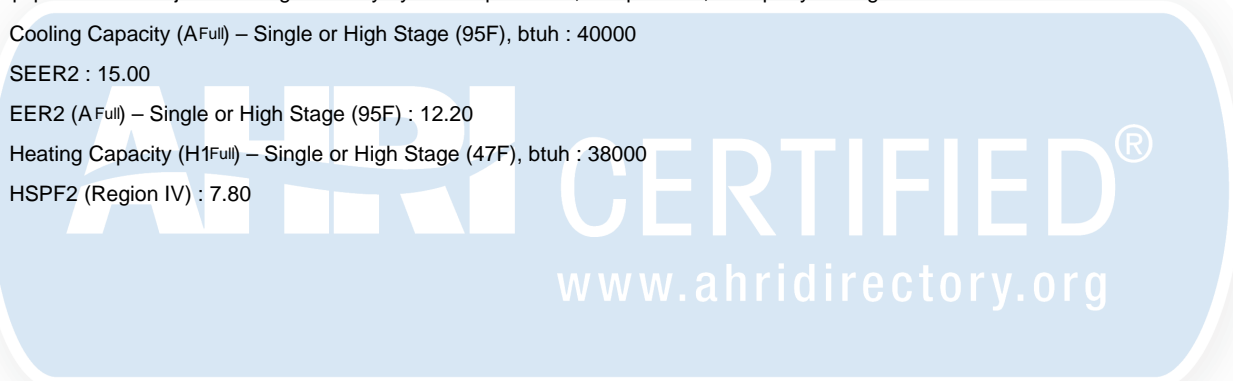 Cooling Capacity (AFull) – Single or High Stage (95F), btuh : 40000
SEER2 : 15.00
EER2 (AFull) – Single or High Stage (95F) : 12.20
Heating Capacity (H1Full) – Single or High Stage (47F), btuh : 38000
HSPF2 (Region IV) : 7.80
AHRI CERTIFIED®
www.ahridirectory.org